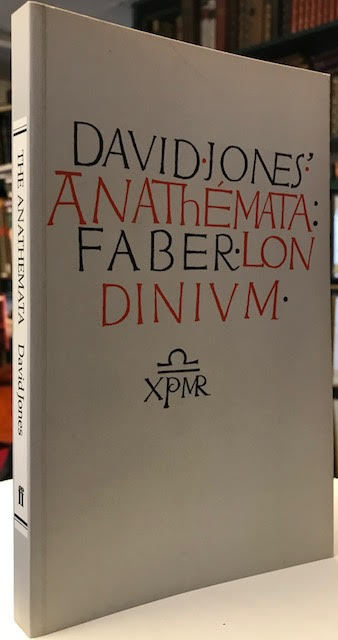 DAVID·JONES'·
ANAThÉMATA:
FABER·LON
DINIVM·
♎
XPMR
THE ANATHEMATA David Jones ff